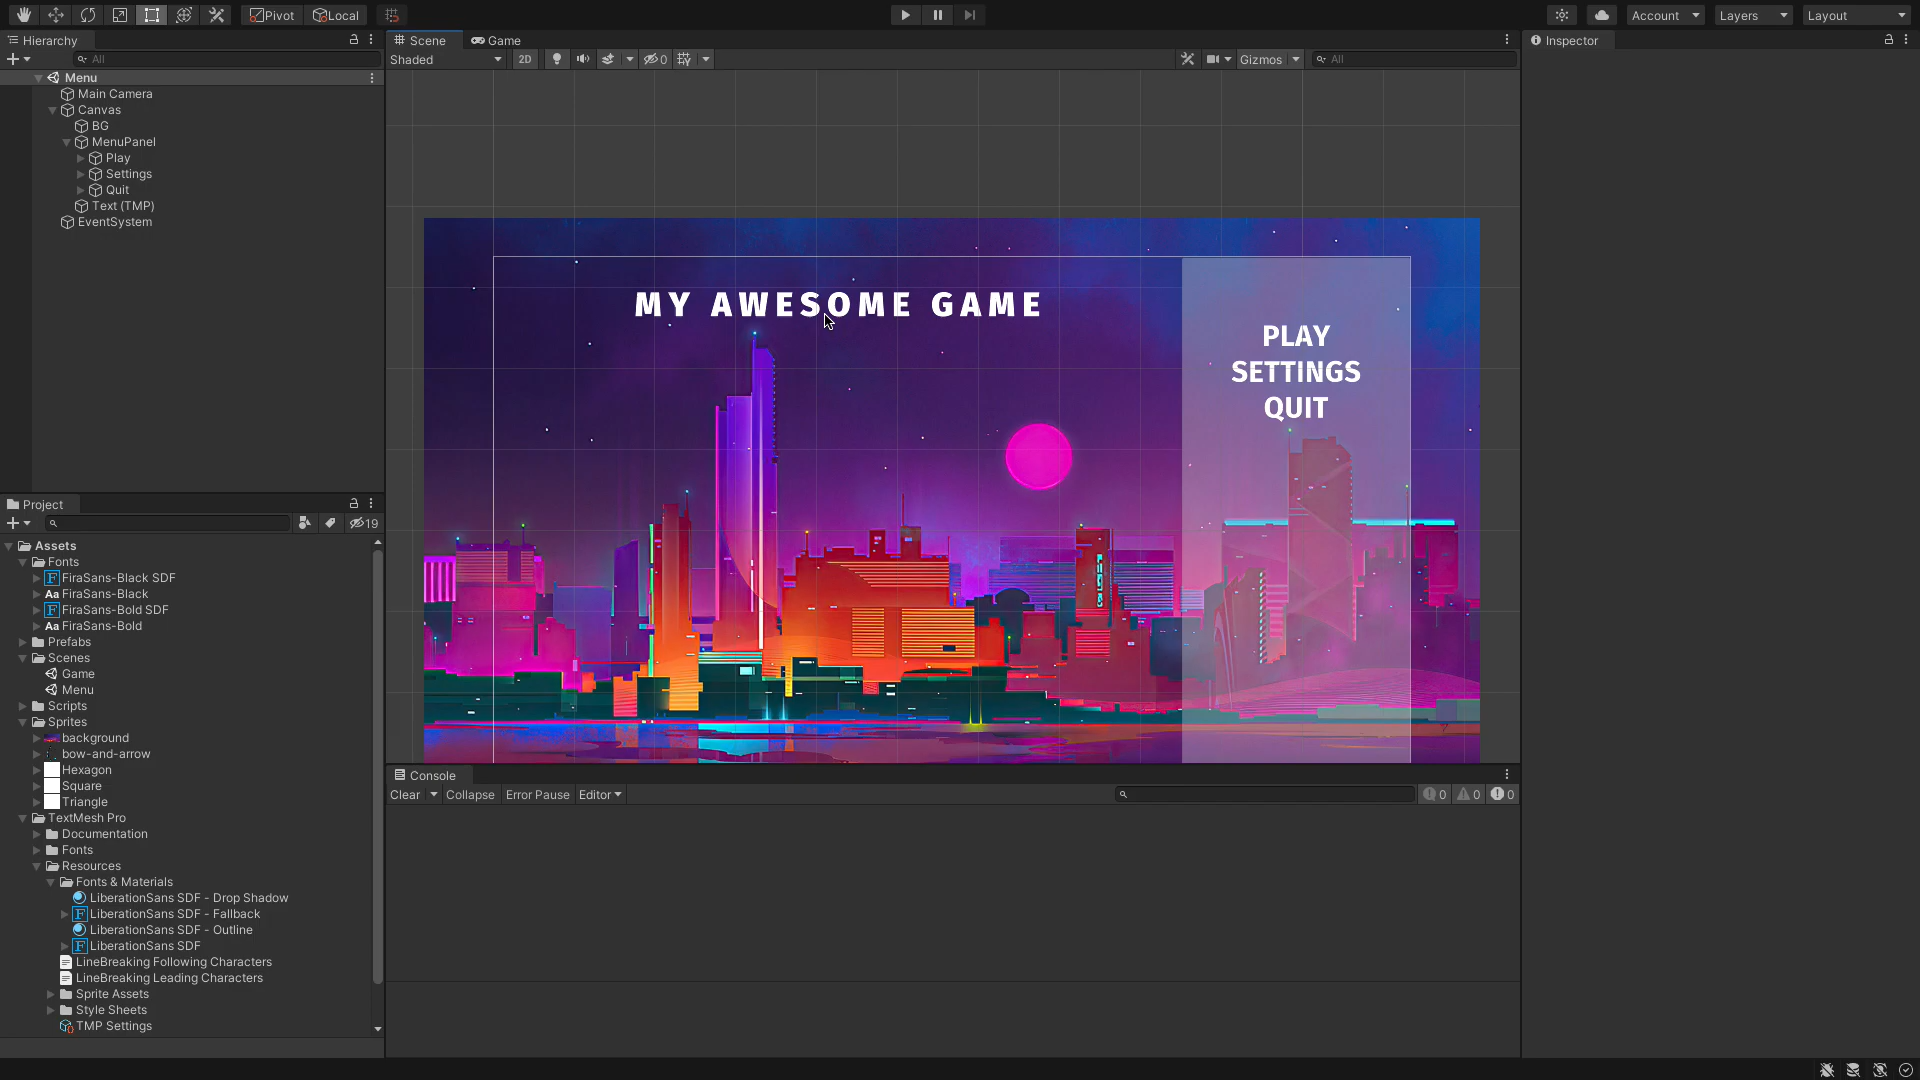 Pivot Local Account Layers Layout
Hierarchy Scene Game Inspector
All Shaded 2D 0 Gizmos All
Menu
Main Camera
Canvas
BG
MenuPanel
Play
Settings
Quit
Text (TMP)
EventSystem
MY AWESOME GAME
PLAY
SETTINGS
QUIT
Project
19
Assets
Fonts
FiraSans-Black SDF
Aa FiraSans-Black
FiraSans-Bold SDF
Aa FiraSans-Bold
Prefabs
Scenes
Game
Menu
Scripts
Sprites
background
bow-and-arrow
Hexagon
Square
Triangle
TextMesh Pro
Documentation
Fonts
Resources
Fonts & Materials
LiberationSans SDF - Drop Shadow
LiberationSans SDF - Fallback
LiberationSans SDF - Outline
LiberationSans SDF
LineBreaking Following Characters
LineBreaking Leading Characters
Sprite Assets
Style Sheets
TMP Settings
Console
Clear Collapse Error Pause Editor 0 0 0